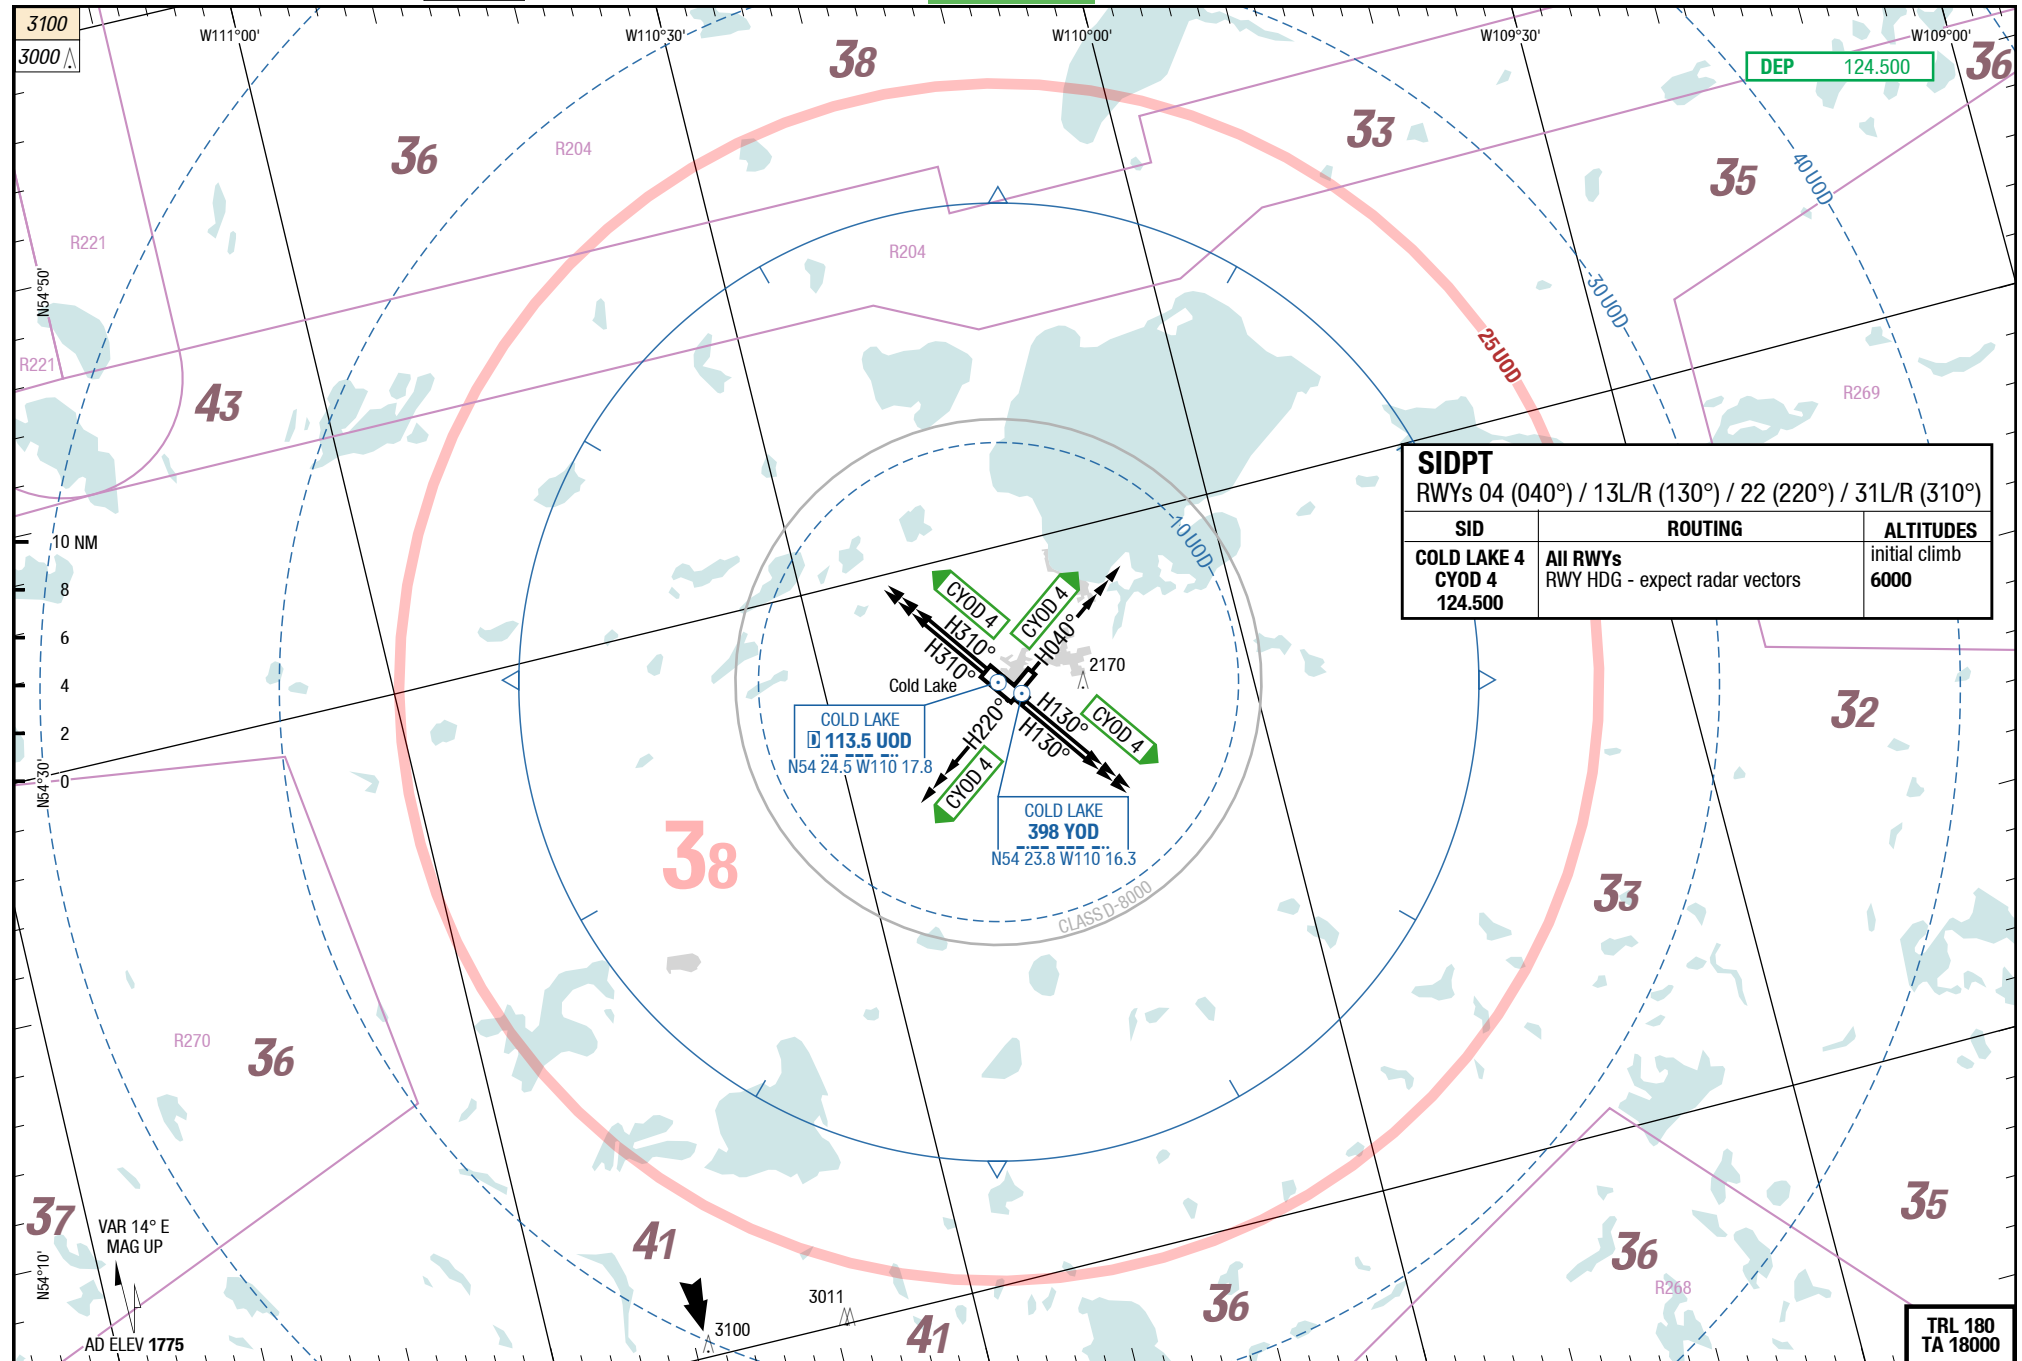 3100
3000
W111°00'
W110°30'
W110°00'
W109°30'
W109°00'
DEP 124.500
38
36
33
36
35
R204
R221
R204
40 UOD
30 UOD
25 UOD
N54°50'
R221
43
R269
SIDPT
RWYs 04 (040°) / 13L/R (130°) / 22 (220°) / 31L/R (310°)
SID ROUTING ALTITUDES
COLD LAKE 4 All RWYs initial climb
CYOD 4 RWY HDG - expect radar vectors 6000
124.500
10 UOD
10 NM
8
6
4
2
0
N54°30'
CYOD 4
CYOD 4
H310°
H310°
H040°
2170
Cold Lake
H130°
H130°
CYOD 4
H220°
CYOD 4
COLD LAKE
D 113.5 UOD
N54 24.5 W110 17.8
COLD LAKE
398 YOD
N54 23.8 W110 16.3
CLASS D-8000
32
38
33
R270
36
37
VAR 14° E
MAG UP
N54°10'
AD ELEV 1775
41
3100
3011
41
36
36
R268
35
TRL 180
TA 18000